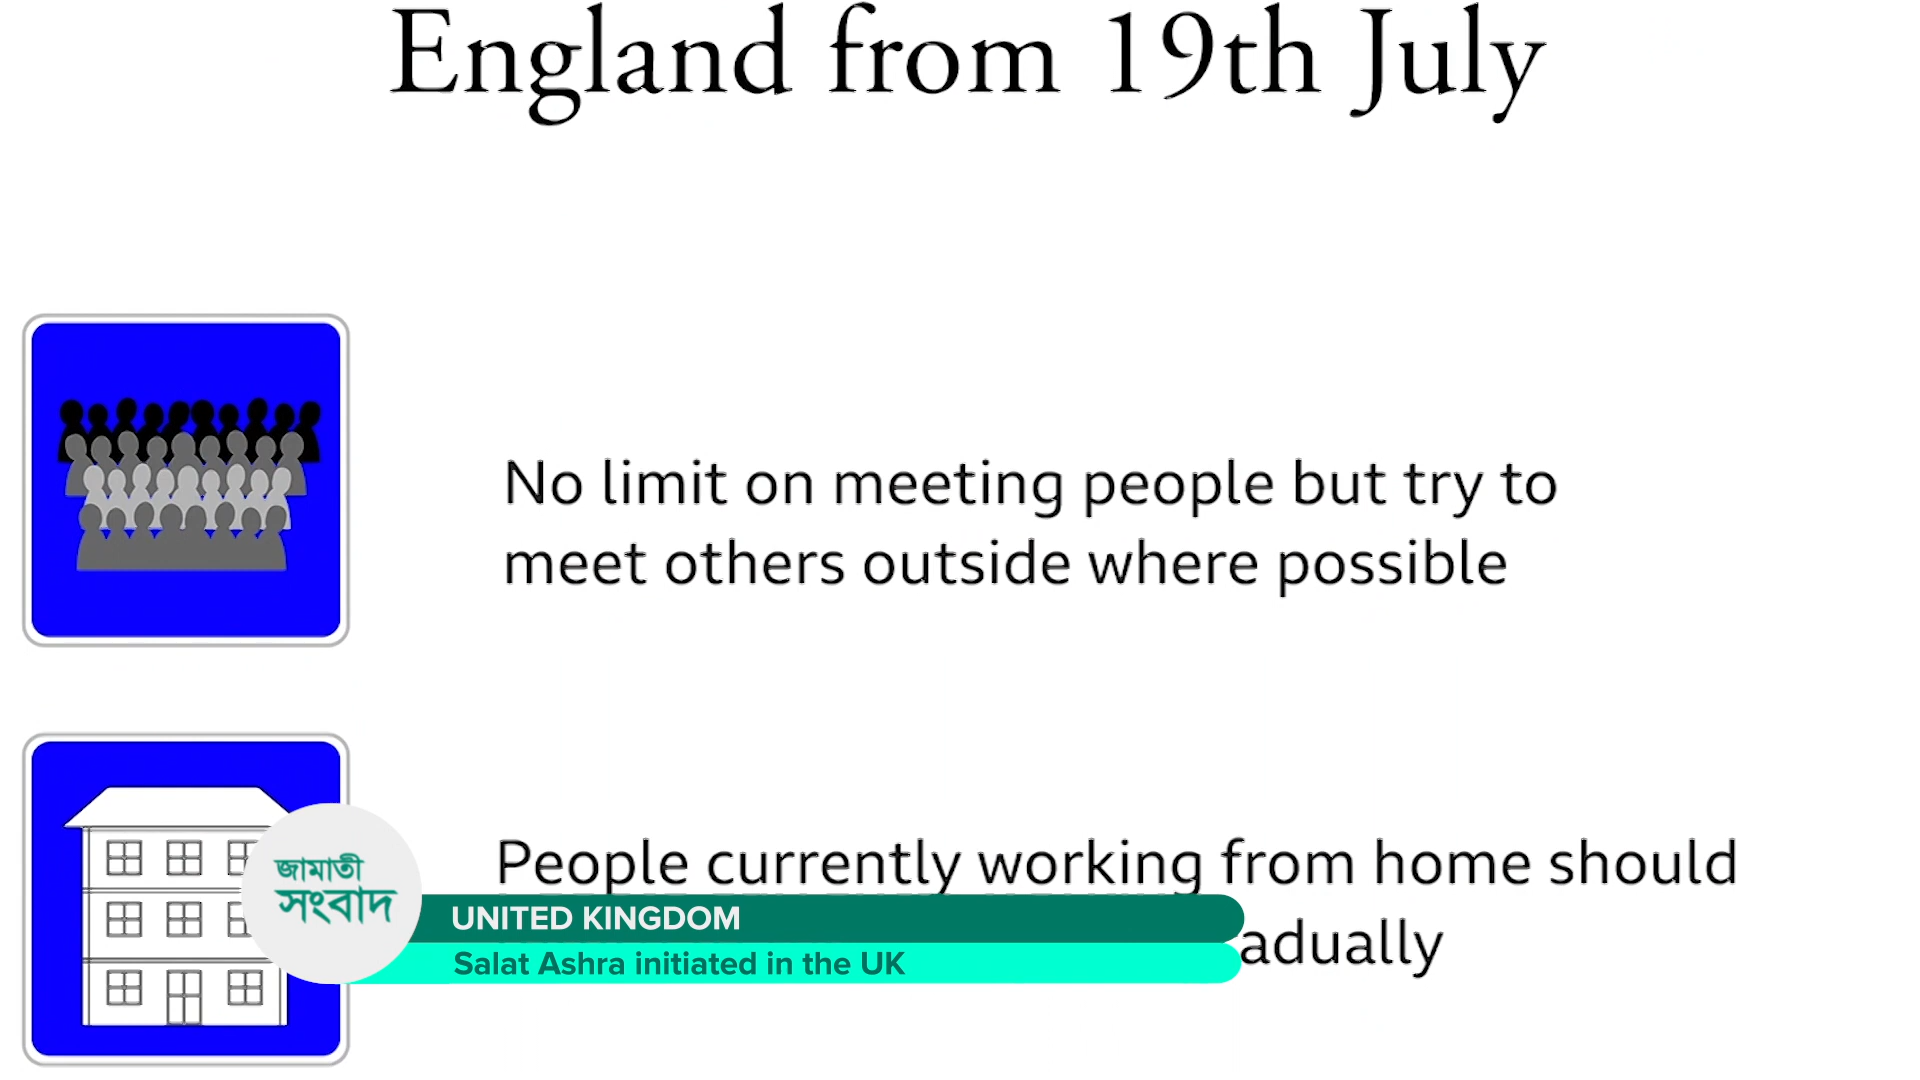 England from 19th July
No limit on meeting people but try to
meet others outside where possible
People currently working from home should
adually
জামাতী
সংবাদ
UNITED KINGDOM
Salat Ashra initiated in the UK